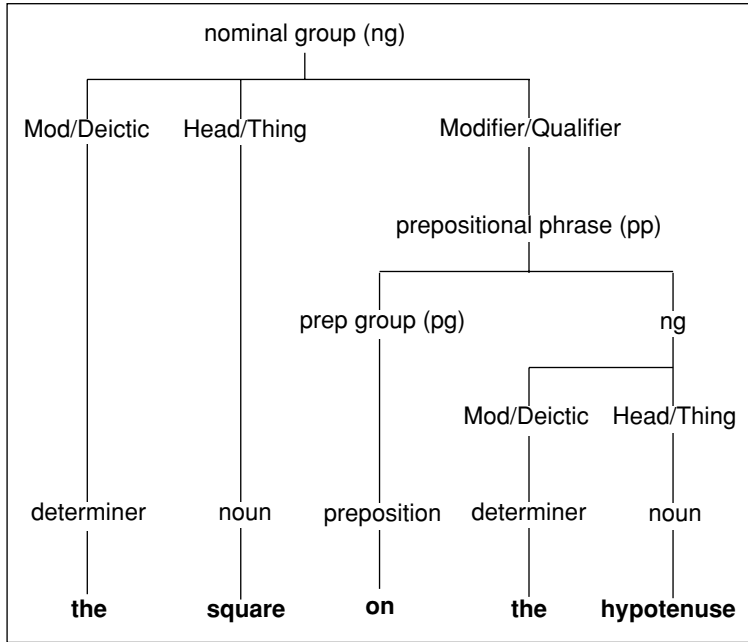 nominal group (ng)
Mod/Deictic Head/Thing Modifier/Qualifier
prepositional phrase (pp)
prep group (pg) ng
Mod/Deictic Head/Thing
determiner noun preposition determiner noun
the square on the hypotenuse